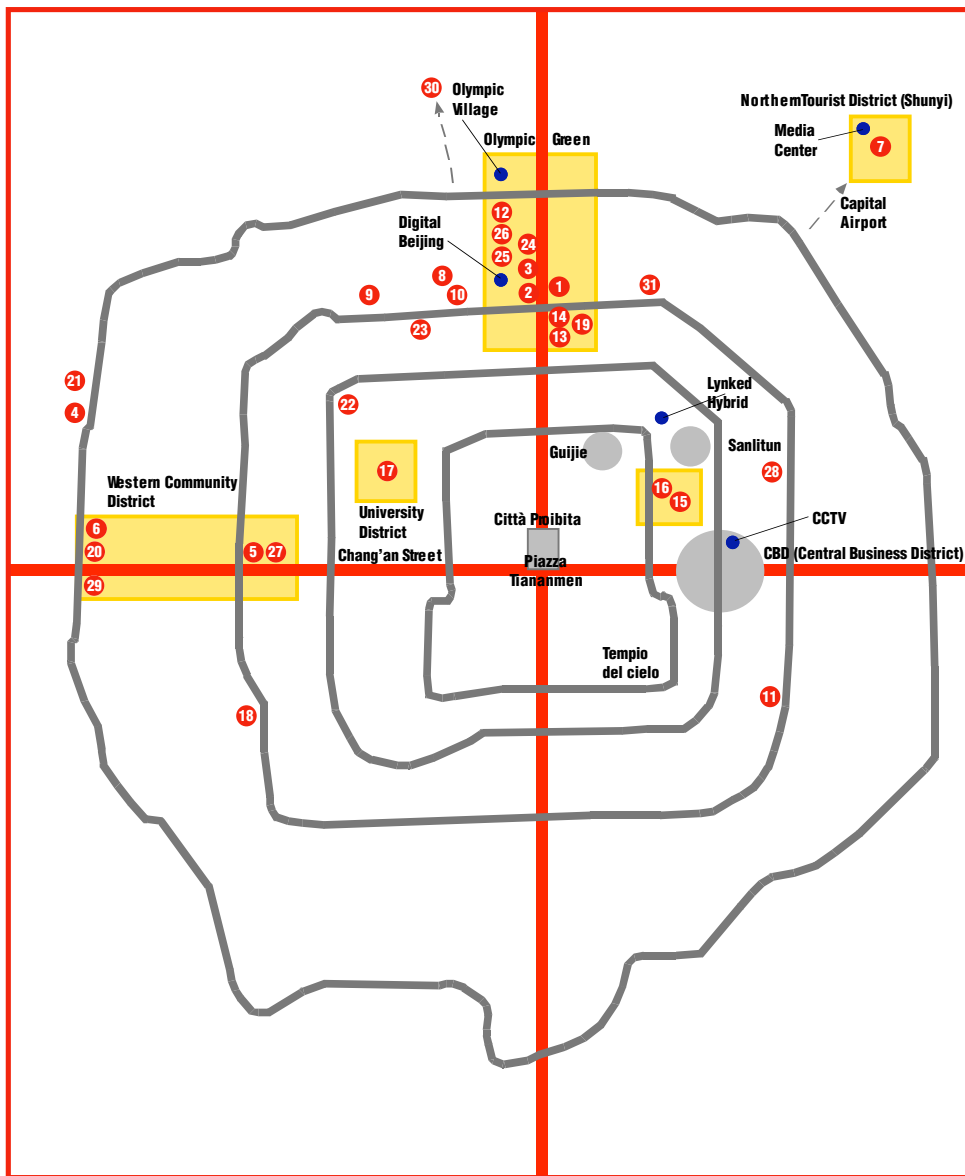 30
Olympic
Village
Northern Tourist District (Shunyi)
Media
Center
7
Olympic Green
Capital
Airport
12
Digital
Beijing
26
24
25
3
8
1
31
9
10
2
14
19
23
13
21
4
22
Lynked
Hybrid
Guijie
Sanlitun
28
17
16
15
Western Community
District
University
District
Città Proibita
CCTV
6
20
5
27
Chang'an Street
Piazza
Tiananmen
CBD (Central Business District)
29
Tempio
del cielo
11
18